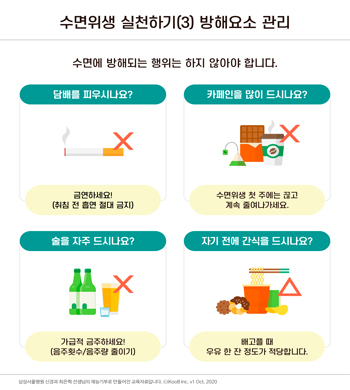 수면위생 실천하기(3) 방해요소 관리
수면에 방해되는 행위는 하지 않아야 합니다.
담배를 피우시나요?
금연하세요!
(취침 전 흡연 절대 금지)
카페인을 많이 드시나요?
수면위생 첫 주에는 끊고
계속 줄여나가세요.
술을 자주 드시나요?
가급적 금주하세요!
(음주횟수/음주량 줄이기)
자기 전에 간식을 드시나요?
배고플 때
우유 한 잔 정도가 적당합니다.
삼성서울병원 신경과 최은학 선생님의 재능기부로 만들어진 교육자료입니다. ⓒiKooB inc. v1 Oct. 2020